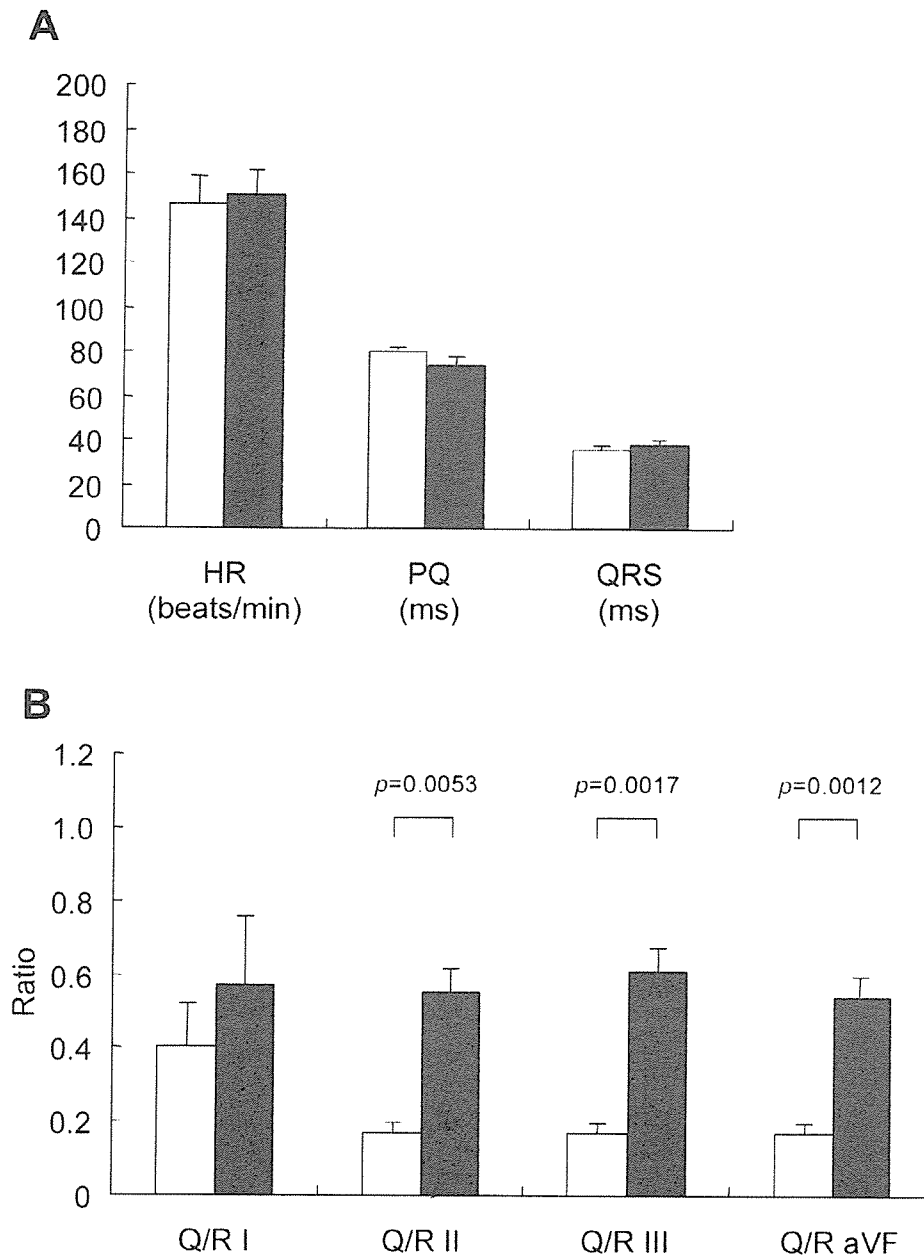 A
200
180
160
140
120
100
80
60
40
20
0
HR
(beats/min)
PQ
(ms)
QRS
(ms)
B
Ratio
1.2
1.0
0.8
0.6
0.4
0.2
0
p=0.0053
p=0.0017
p=0.0012
Q/R I
Q/R II
Q/R III
Q/R aVF